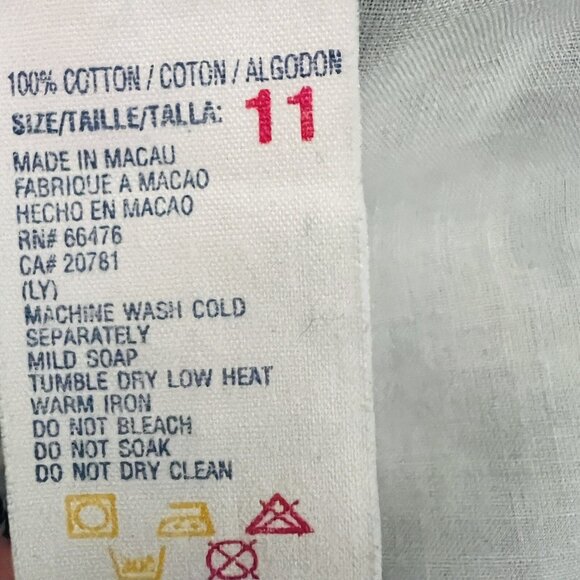 100% COTTON / COTON / ALGODON
SIZE/TAILLE/TALLA: 11
MADE IN MACAU
FABRIQUE A MACAO
HECHO EN MACAO
RN# 66476
CA# 20781
(LY)
MACHINE WASH COLD
SEPARATELY
MILD SOAP
TUMBLE DRY LOW HEAT
WARM IRON
DO NOT BLEACH
DO NOT SOAK
DO NOT DRY CLEAN